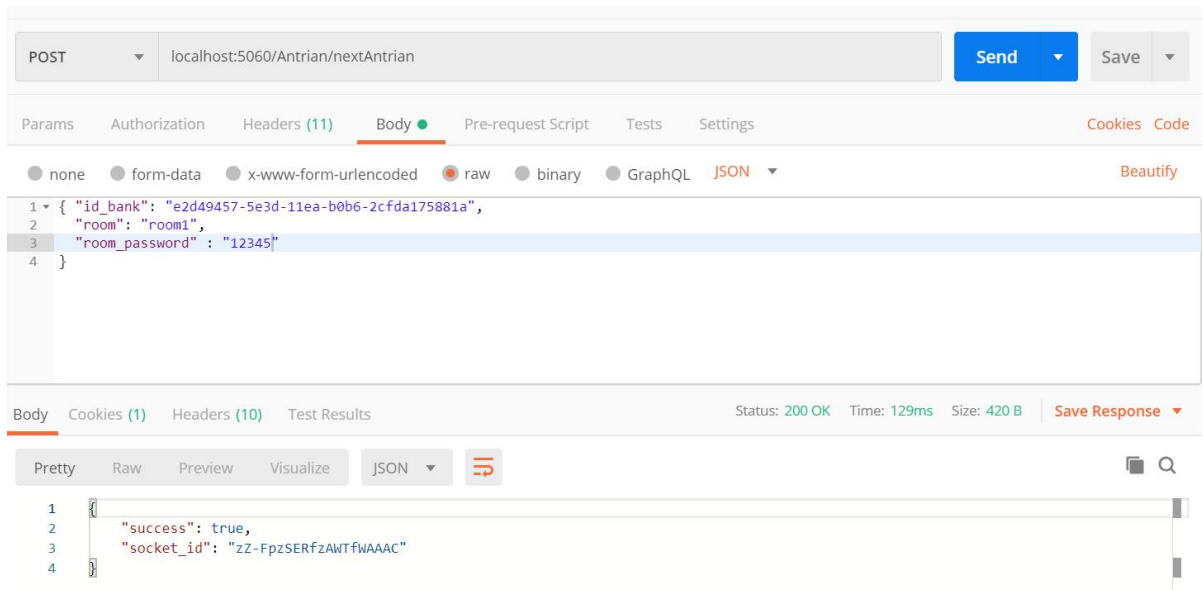 POST localhost:5060/Antrian/nextAntrian Send Save
Params Authorization Headers (11) Body Pre-request Script Tests Settings Cookies Code
none form-data x-www-form-urlencoded raw binary GraphQL JSON Beautify
1 { "id_bank": "e2d49457-5e3d-11ea-b0b6-2cfda175881a",
2 "room": "room1",
3 "room_password" : "12345"
4 }
Body Cookies (1) Headers (10) Test Results Status: 200 OK Time: 129ms Size: 420 B Save Response
Pretty Raw Preview Visualize JSON
1 {
2 "success": true,
3 "socket_id": "zZ-FpzSERfzAWTfWAAAC"
4 }